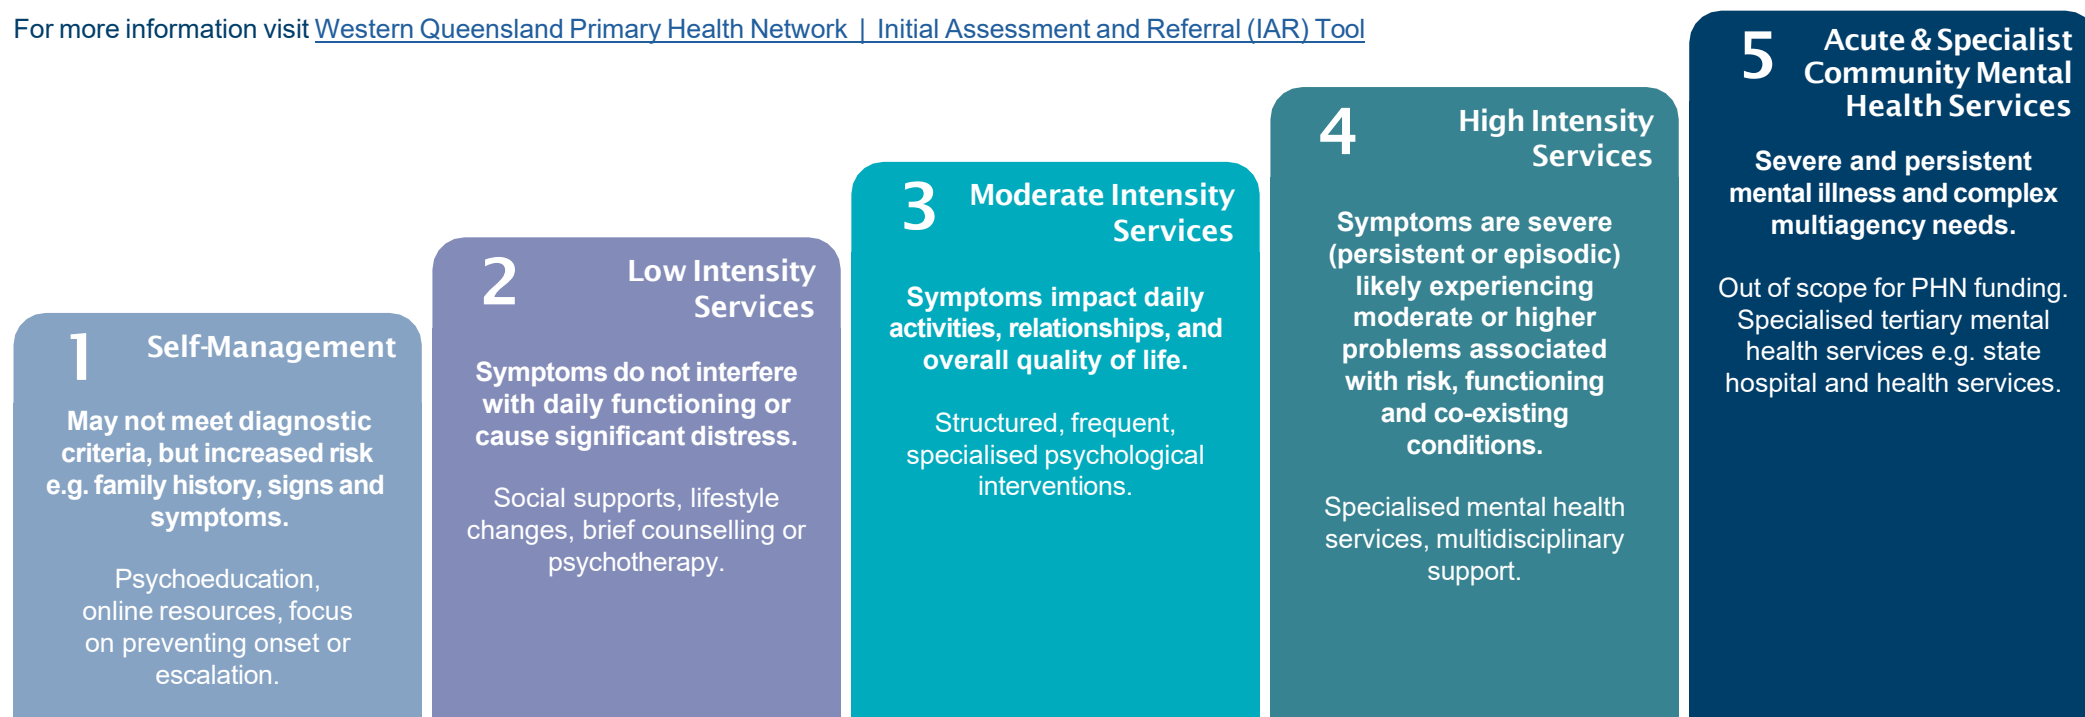 For more information visit Western Queensland Primary Health Network | Initial Assessment and Referral (IAR) Tool
1
Self-Management
May not meet diagnostic
criteria, but increased risk
e.g. family history, signs and
symptoms.
Psychoeducation,
online resources, focus
on preventing onset or
escalation.
2
Low Intensity
Services
Symptoms do not interfere
with daily functioning or
cause significant distress.
Social supports, lifestyle
changes, brief counselling or
psychotherapy.
3
Moderate Intensity
Services
Symptoms impact daily
activities, relationships, and
overall quality of life.
Structured, frequent,
specialised psychological
interventions.
4
High Intensity
Services
Symptoms are severe
(persistent or episodic)
likely experiencing
moderate or higher
problems associated
with risk, functioning
and co-existing
conditions.
Specialised mental health
services, multidisciplinary
support.
5
Acute & Specialist
Community Mental
Health Services
Severe and persistent
mental illness and complex
multiagency needs.
Out of scope for PHN funding.
Specialised tertiary mental
health services e.g. state
hospital and health services.